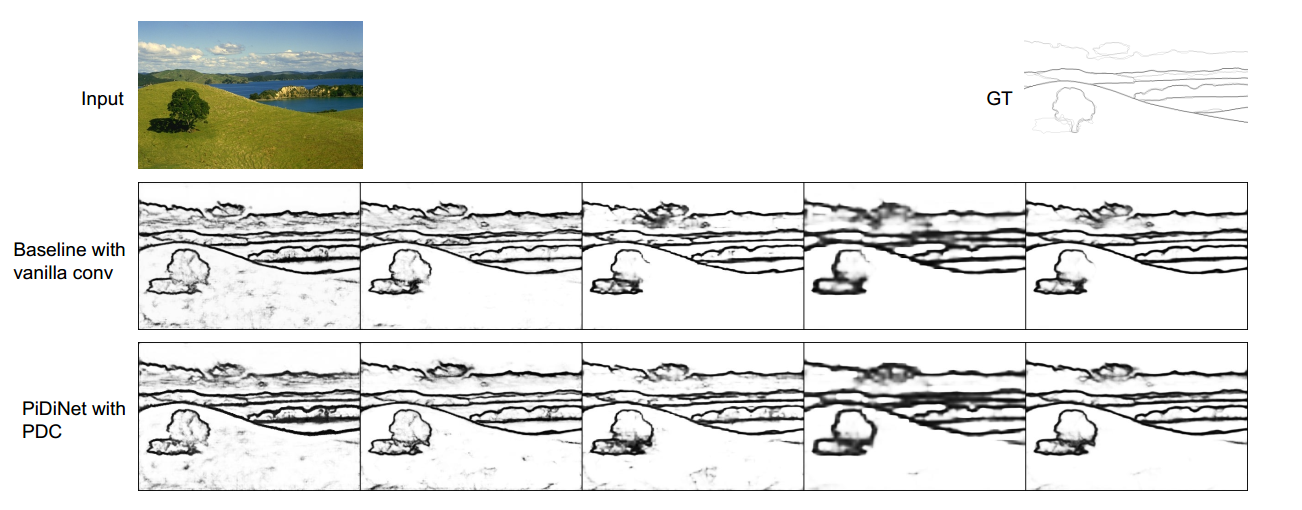 Input
GT
Baseline with
vanilla conv
PiDiNet with
PDC